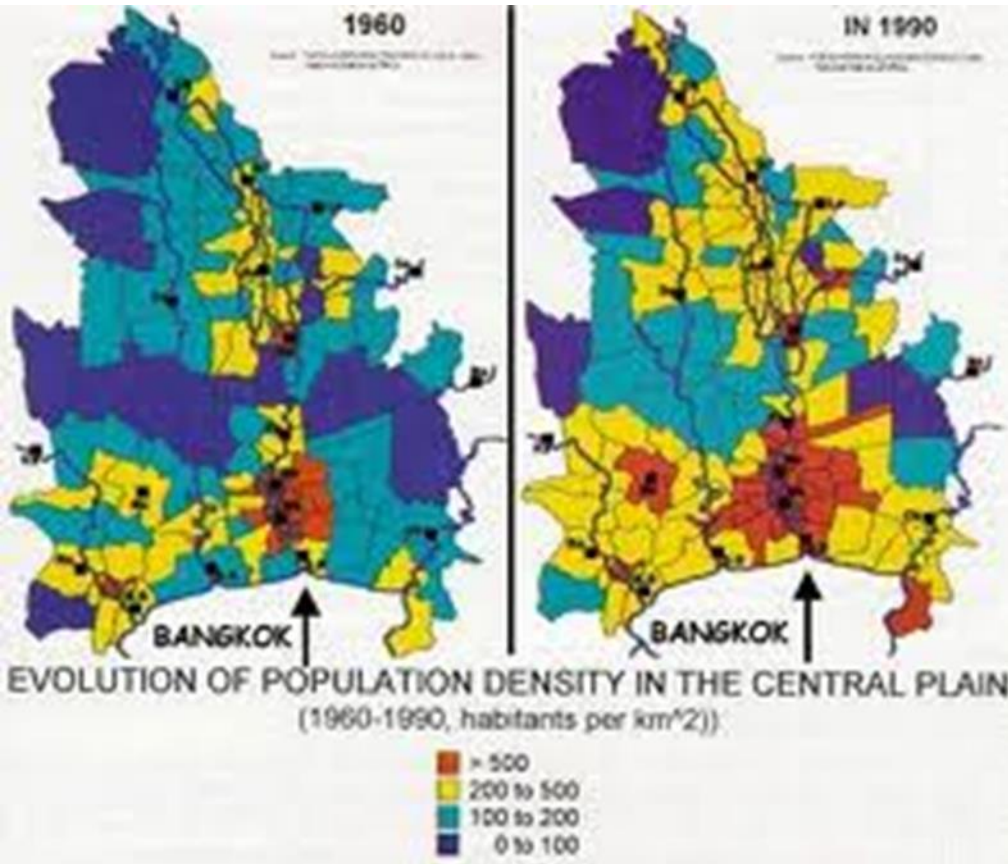 1960
IN 1990
BANGKOK
BANGKOK
EVOLUTION OF POPULATION DENSITY IN THE CENTRAL PLAIN
(1960-1990, habitants per km^2))
> 500
200 to 500
100 to 200
0 to 100